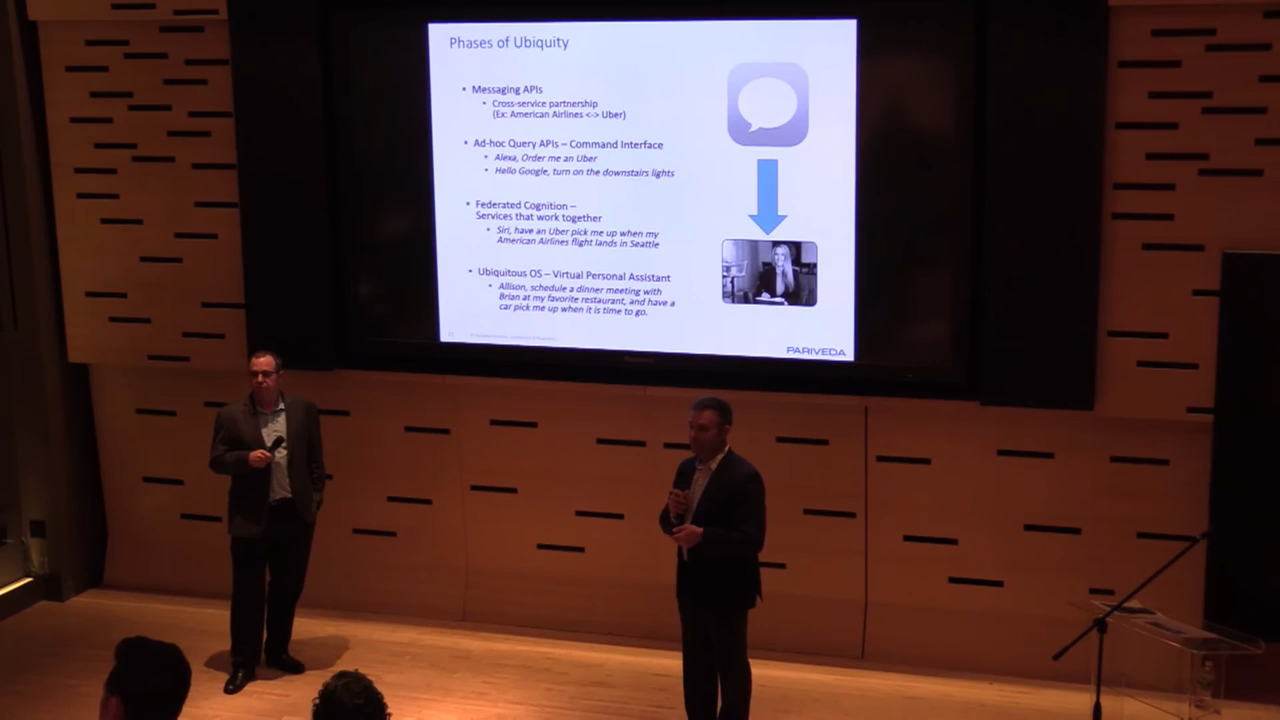 Phases of Ubiquity
Messaging APIs
Cross-service partnership
(Ex: American Airlines <-> Uber)
Ad-hoc Query APIs – Command Interface
Alexa, Order me an Uber
Hello Google, turn on the downstairs lights
Federated Cognition –
Services that work together
Siri, have an Uber pick me up when my
American Airlines flight lands in Seattle
Ubiquitous OS – Virtual Personal Assistant
Allison, schedule a dinner meeting with
Brian at my favorite restaurant, and have a
car pick me up when it is time to go.
PARIVEDA